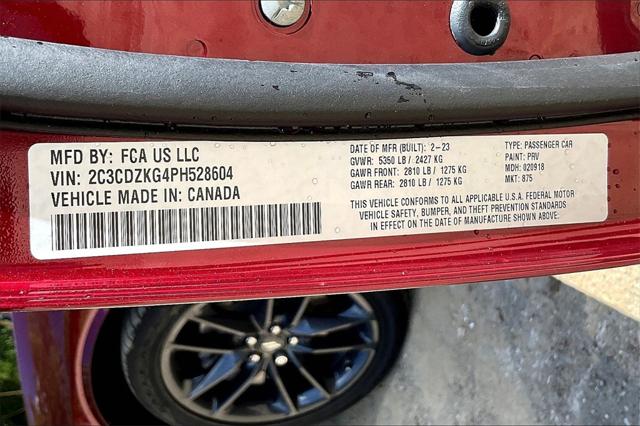 MFD BY: FCA US LLC
VIN: 2C3CDZKG4PH528604
VEHICLE MADE IN: CANADA
DATE OF MFR (BUILT): 2-23
GVWR: 5350 LB / 2427 KG
GAWR FRONT: 2810 LB / 1275 KG
GAWR REAR: 2810 LB / 1275 KG
TYPE: PASSENGER CAR
PAINT: PRV
MDH: 020918
MKT: 875
THIS VEHICLE CONFORMS TO ALL APPLICABLE U.S.A. FEDERAL MOTOR
VEHICLE SAFETY, BUMPER, AND THEFT PREVENTION STANDARDS
IN EFFECT ON THE DATE OF MANUFACTURE SHOWN ABOVE: